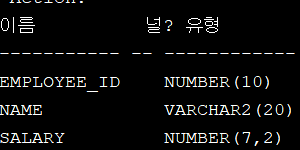 이름 널? 유형
----------- -- ------------
EMPLOYEE_ID NUMBER(10)
NAME VARCHAR2(20)
SALARY NUMBER(7,2)